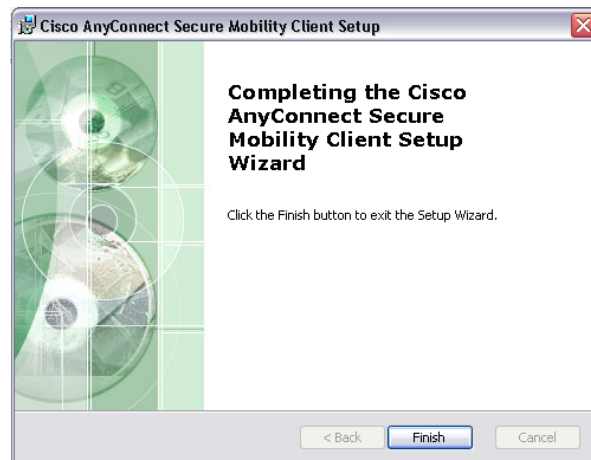 Cisco AnyConnect Secure Mobility Client Setup
Completing the Cisco
AnyConnect Secure
Mobility Client Setup
Wizard
Click the Finish button to exit the Setup Wizard.
< Back
Finish
Cancel